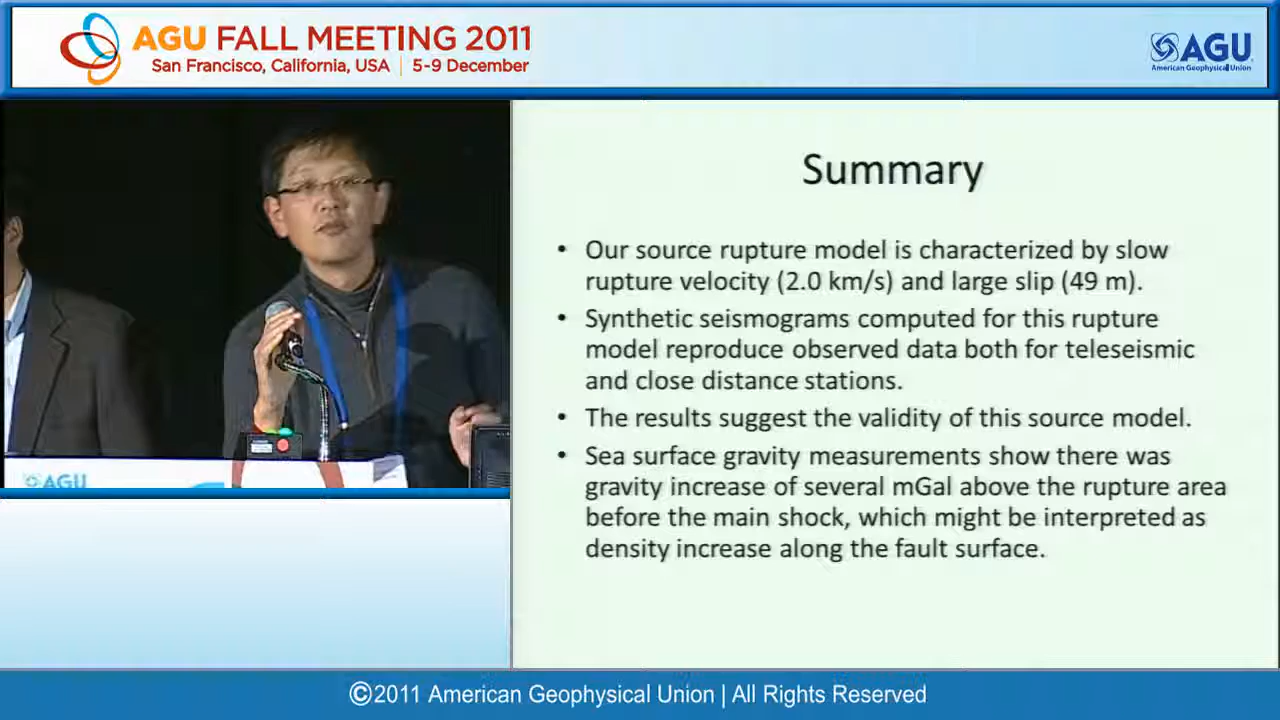 AGU FALL MEETING 2011
San Francisco, California, USA | 5-9 December
AGU
American Geophysical Union
Summary
• Our source rupture model is characterized by slow
rupture velocity (2.0 km/s) and large slip (49 m).
• Synthetic seismograms computed for this rupture
model reproduce observed data both for teleseismic
and close distance stations.
• The results suggest the validity of this source model.
• Sea surface gravity measurements show there was
gravity increase of several mGal above the rupture area
before the main shock, which might be interpreted as
density increase along the fault surface.
AGU
©2011 American Geophysical Union | All Rights Reserved